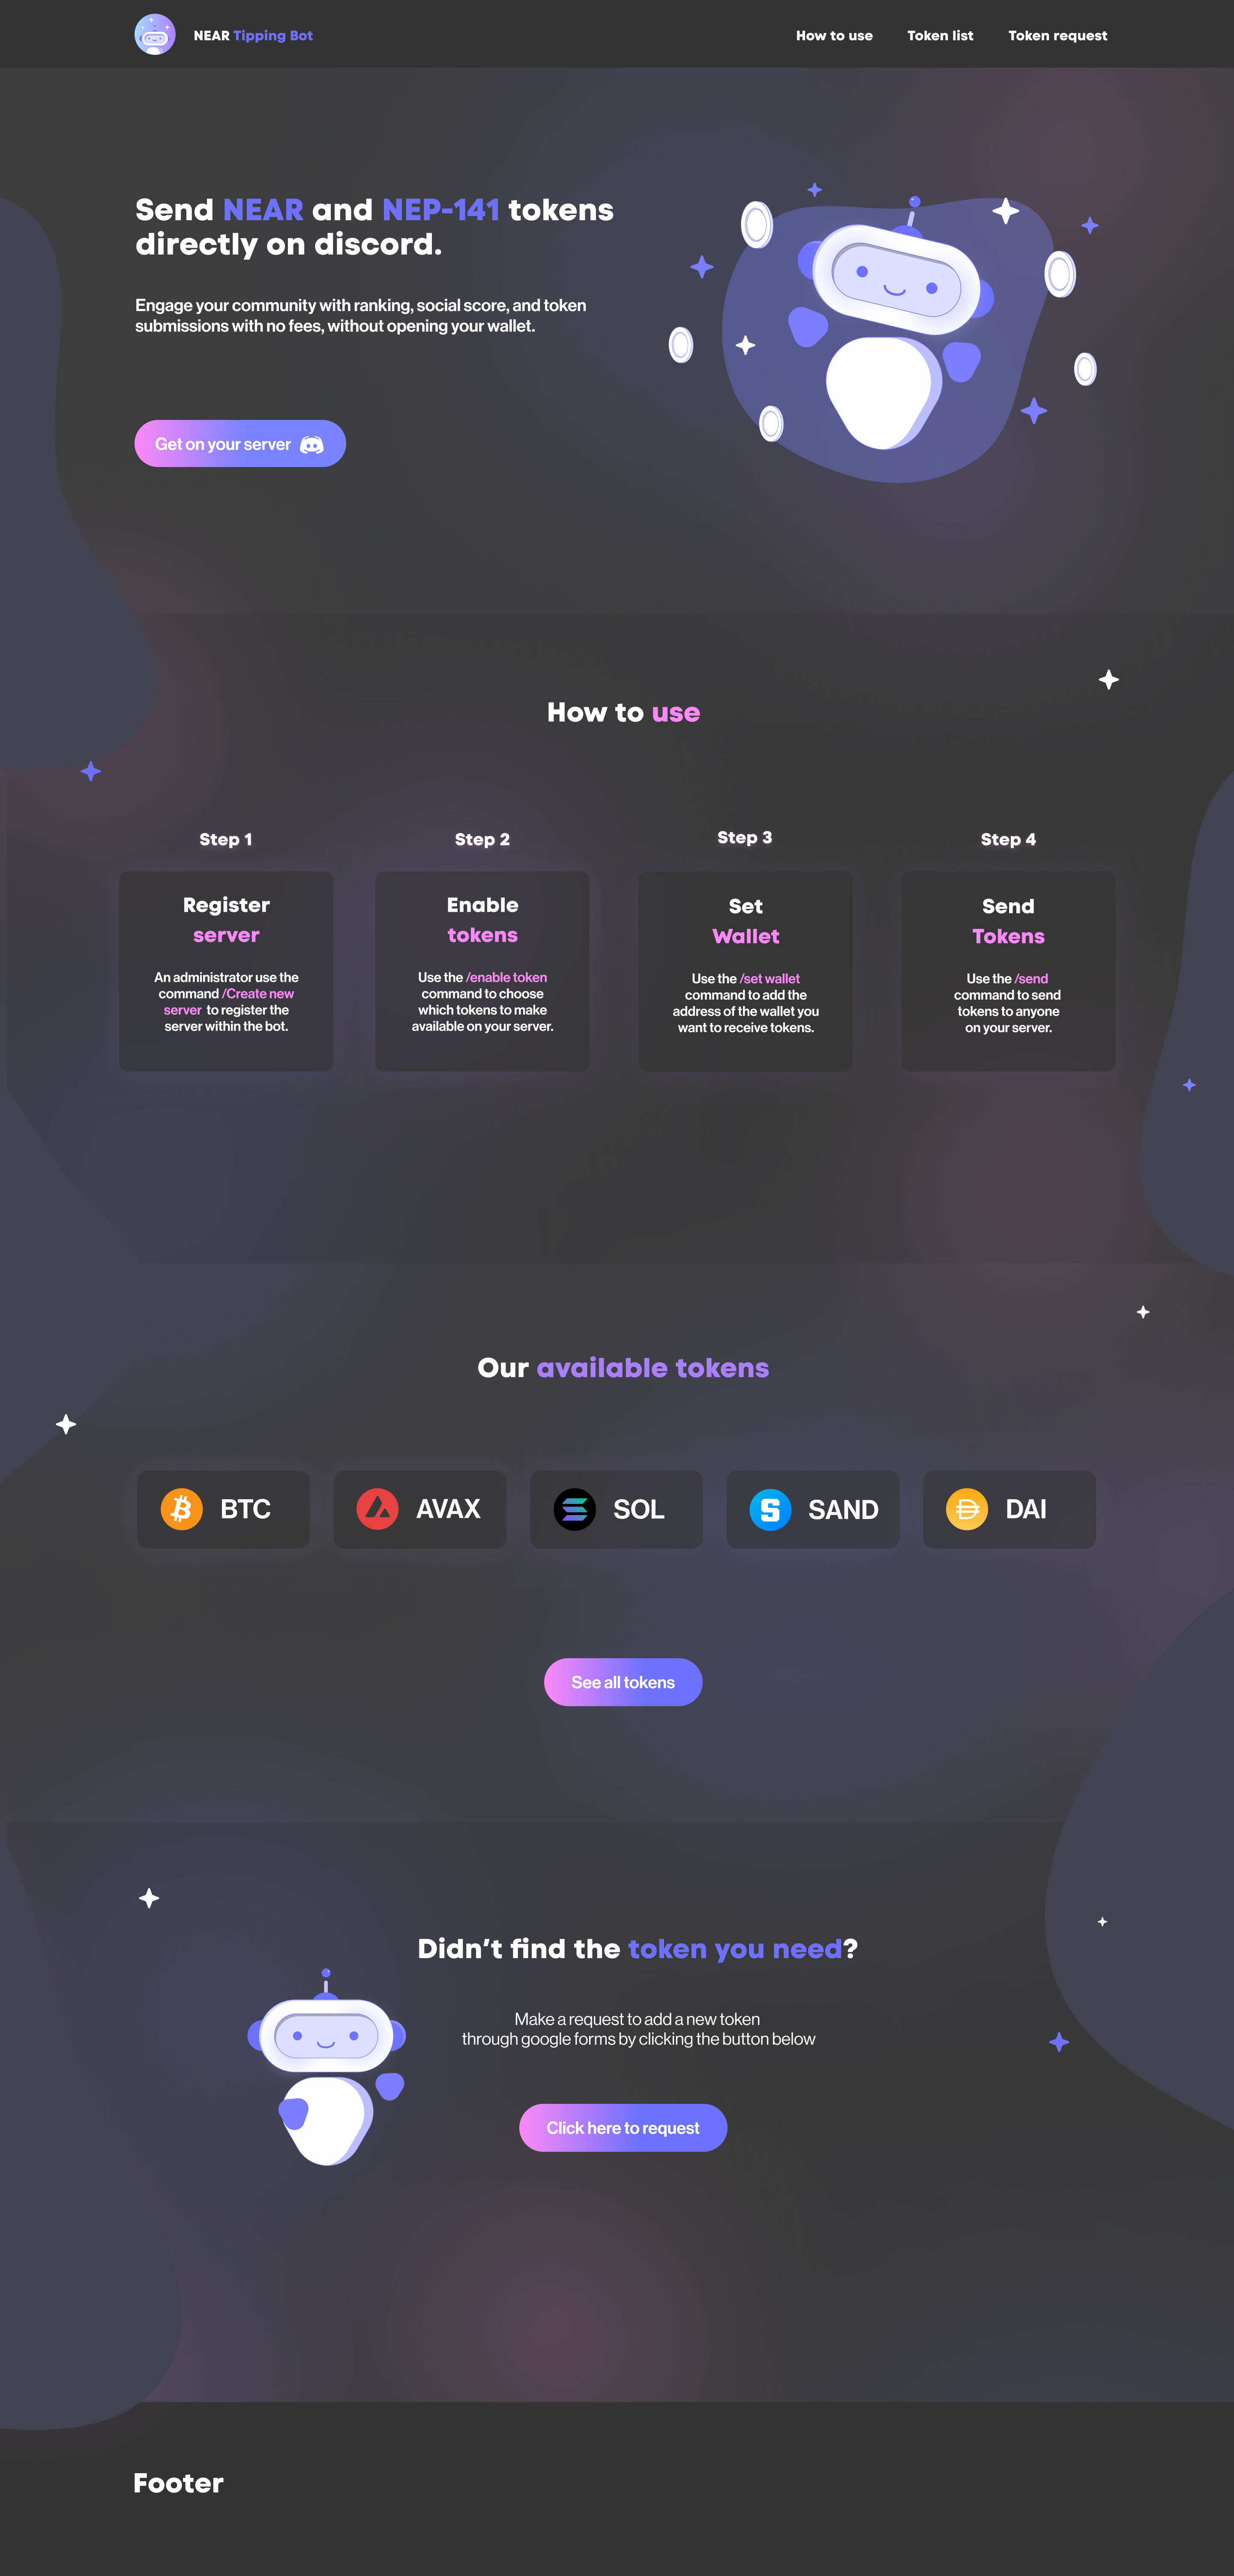 NEAR Tipping Bot
How to use
Token list
Token request
Send NEAR and NEP-141 tokens
directly on discord.
Engage your community with ranking, social score, and token
submissions with no fees, without opening your wallet.
Get on your server
How to use
Step 1
Register
server
An administrator use the
command /Create new
server to register the
server within the bot.
Step 2
Enable
tokens
Use the /enable token
command to choose
which tokens to make
available on your server.
Step 3
Set
Wallet
Use the /set wallet
command to add the
address of the wallet you
want to receive tokens.
Step 4
Send
Tokens
Use the /send
command to send
tokens to anyone
on your server.
Our available tokens
BTC
AVAX
SOL
SAND
DAI
See all tokens
Didn't find the token you need?
Make a request to add a new token
through google forms by clicking the button below
Click here to request
Footer